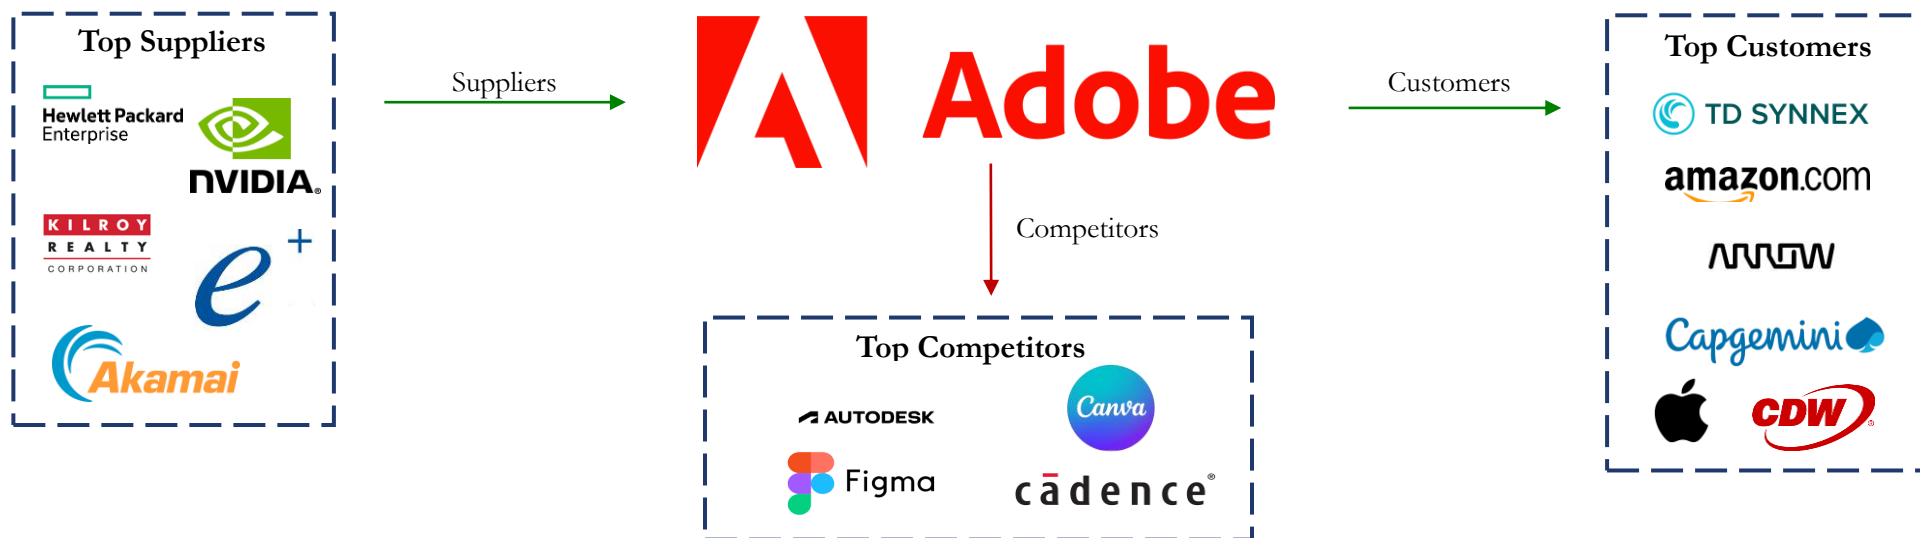 Top Suppliers
Hewlett Packard
Enterprise
NVIDIA®
KILROY
REALTY
CORPORATION
e+
Akamai
Suppliers
Adobe
Customers
Competitors
Top Competitors
AUTODESK
Canva
Figma
cādence®
Top Customers
TD SYNNEX
amazon.com
ARROW
Capgemini
CDW®